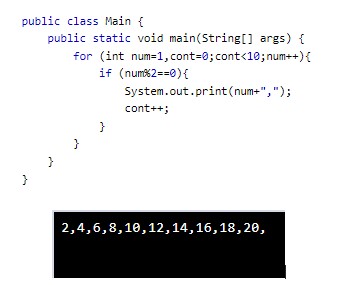 public class Main {
public static void main(String[] args) {
for (int num=1,cont=0;cont<10;num++){
if (num%2==0){
System.out.print(num+",");
cont++;
}
}
}
}
2,4,6,8,10,12,14,16,18,20,